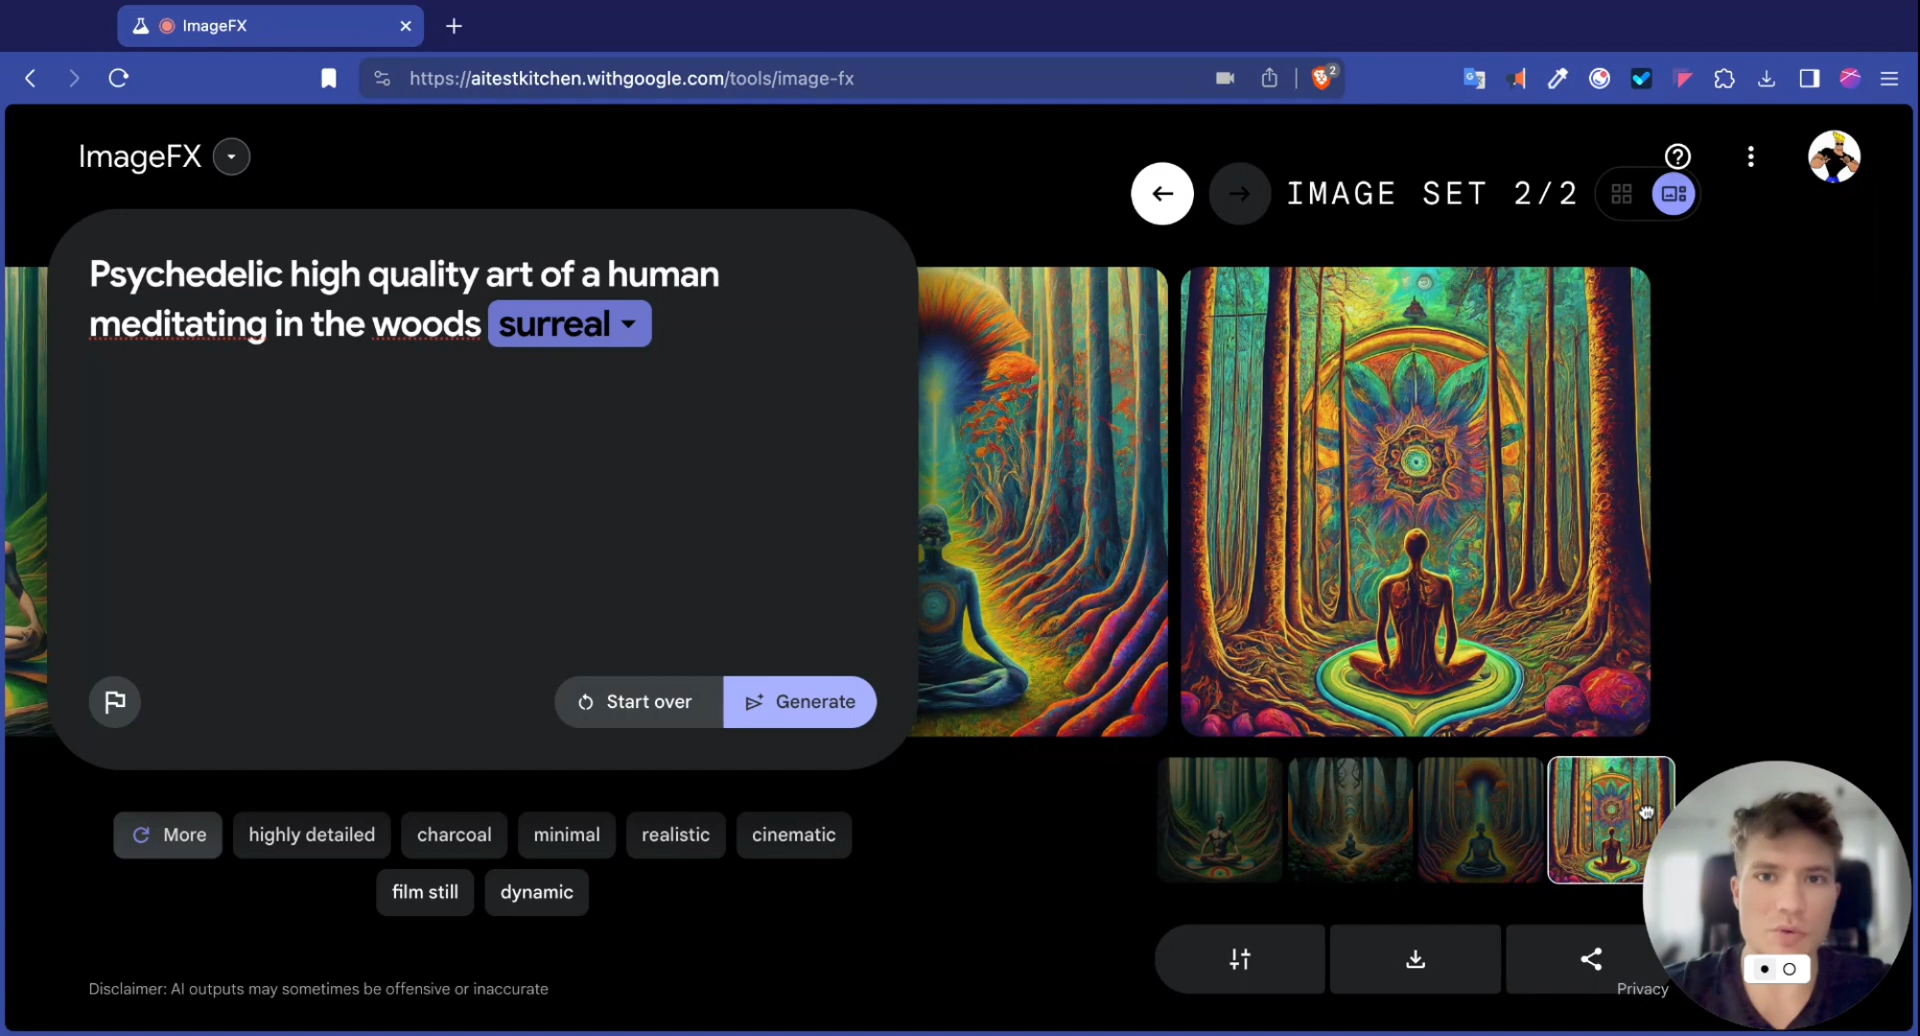 ImageFX
https://aitestkitchen.withgoogle.com/tools/image-fx
2
ImageFX
IMAGE SET 2/2
Psychedelic high quality art of a human
meditating in the woods surreal
Start over
Generate
More
highly detailed
charcoal
minimal
realistic
cinematic
film still
dynamic
Disclaimer: AI outputs may sometimes be offensive or inaccurate
Privacy